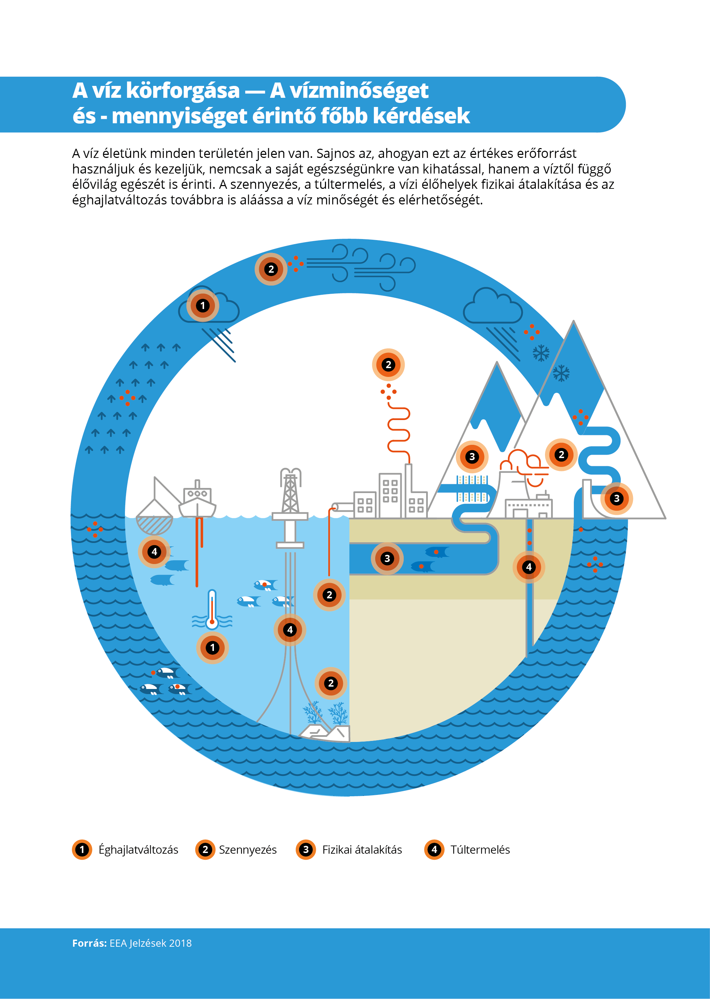 A víz körforgása — A vízminőséget
és - mennyiséget érintő főbb kérdések
A víz életünk minden területén jelen van. Sajnos az, ahogyan ezt az értékes erőforrást
használjuk és kezeljük, nemcsak a saját egészségünkre van kihatással, hanem a víztől függő
élővilág egészét is érinti. A szennyezés, a túltermelés, a vízi élőhelyek fizikai átalakítása és az
éghajlatváltozás továbbra is aláássa a víz minőségét és elérhetőségét.
2
1
2
3
2
3
4
3
4
2
4
1
2
1 Éghajlatváltozás 2 Szennyezés 3 Fizikai átalakítás 4 Túltermelés
Forrás: EEA Jelzések 2018